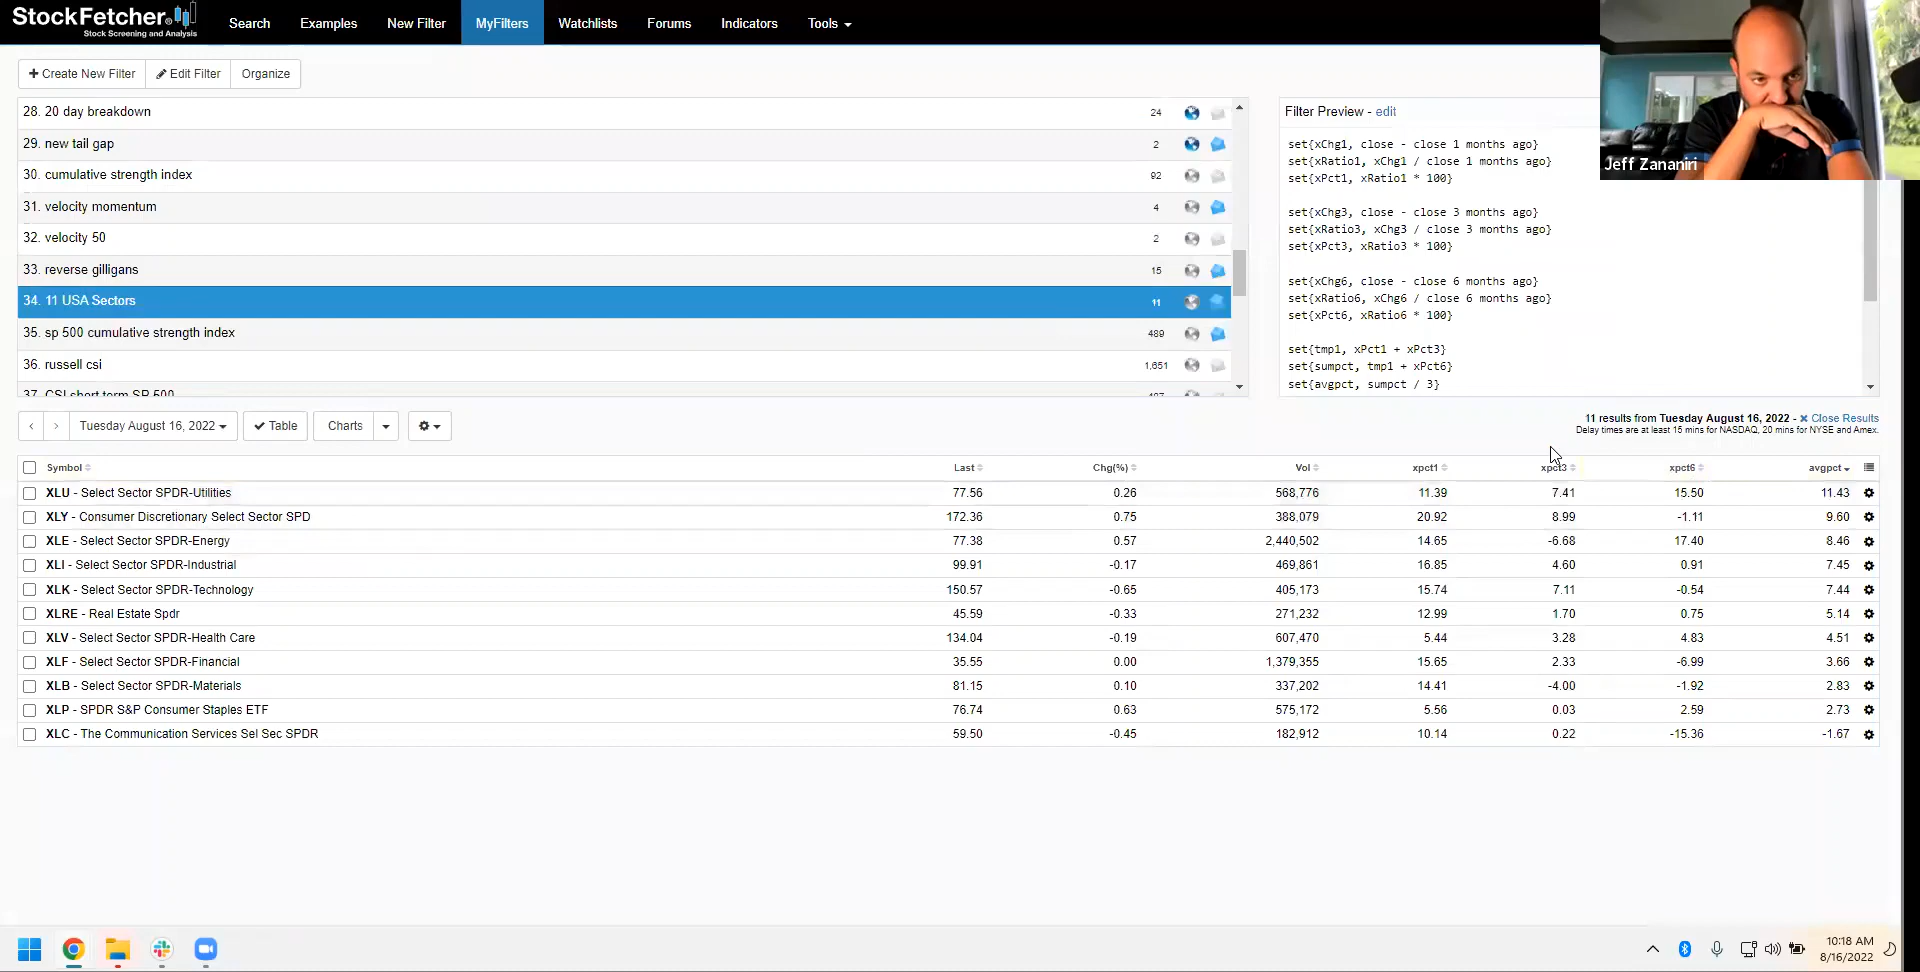 StockFetcher®
Stock Screening and Analysis
Search Examples New Filter MyFilters Watchlists Forums Indicators Tools
Create New Filter Edit Filter Organize
28. 20 day breakdown 24
29. new tail gap 2
30. cumulative strength index 92
31. velocity momentum 4
32. velocity 50 2
33. reverse gilligans 15
34. 11 USA Sectors 11
35. sp 500 cumulative strength index 489
36. russell csi 1,651
37. CSI short term SP 500
Filter Preview - edit
set{xChg1, close - close 1 months ago}
set{xRatio1, xChg1 / close 1 months ago}
set{xPct1, xRatio1 * 100}
set{xChg3, close - close 3 months ago}
set{xRatio3, xChg3 / close 3 months ago}
set{xPct3, xRatio3 * 100}
set{xChg6, close - close 6 months ago}
set{xRatio6, xChg6 / close 6 months ago}
set{xPct6, xRatio6 * 100}
set{tmp1, xPct1 + xPct3}
set{sumpct, tmp1 + xPct6}
set{avgpct, sumpct / 3}
Jeff Zananiri
Tuesday August 16, 2022 Table Charts
11 results from Tuesday August 16, 2022 - Close Results
Delay times are at least 15 mins for NASDAQ, 20 mins for NYSE and Amex.
Symbol Last Chg(%) Vol xpct1 xpct3 xpct6 avgpct
XLU - Select Sector SPDR-Utilities 77.56 0.26 568,776 11.39 7.41 15.50 11.43
XLY - Consumer Discretionary Select Sector SPD 172.36 0.75 388,079 20.92 8.99 -1.11 9.60
XLE - Select Sector SPDR-Energy 77.38 0.57 2,440,502 14.65 -6.68 17.40 8.46
XLI - Select Sector SPDR-Industrial 99.91 -0.17 469,861 16.85 4.60 0.91 7.45
XLK - Select Sector SPDR-Technology 150.57 -0.65 405,173 15.74 7.11 -0.54 7.44
XLRE - Real Estate Spdr 45.59 -0.33 271,232 12.99 1.70 0.75 5.14
XLV - Select Sector SPDR-Health Care 134.04 -0.19 607,470 5.44 3.28 4.83 4.51
XLF - Select Sector SPDR-Financial 35.55 0.00 1,379,355 15.65 2.33 -6.99 3.66
XLB - Select Sector SPDR-Materials 81.15 0.10 337,202 14.41 -4.00 -1.92 2.83
XLP - SPDR S&P Consumer Staples ETF 76.74 0.63 575,172 5.56 0.03 2.59 2.73
XLC - The Communication Services Sel Sec SPDR 59.50 -0.45 182,912 10.14 0.22 -15.36 -1.67
10:18 AM
8/16/2022